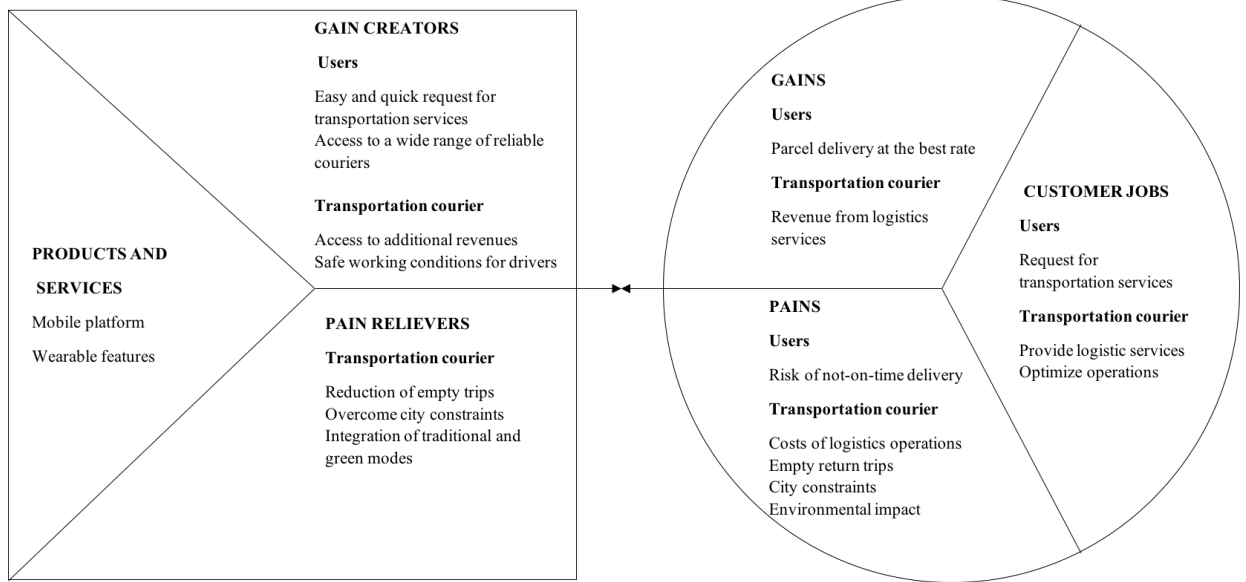 GAIN CREATORS
Users
Easy and quick request for
transportation services
Access to a wide range of reliable
couriers
Transportation courier
Access to additional revenues
Safe working conditions for drivers
PRODUCTS AND
SERVICES
Mobile platform
Wearable features
PAIN RELIEVERS
Transportation courier
Reduction of empty trips
Overcome city constraints
Integration of traditional and
green modes
GAINS
Users
Parcel delivery at the best rate
Transportation courier
Revenue from logistics
services
PAINS
Users
Risk of not-on-time delivery
Transportation courier
Costs of logistics operations
Empty return trips
City constraints
Environmental impact
CUSTOMER JOBS
Users
Request for
transportation services
Transportation courier
Provide logistic services
Optimize operations